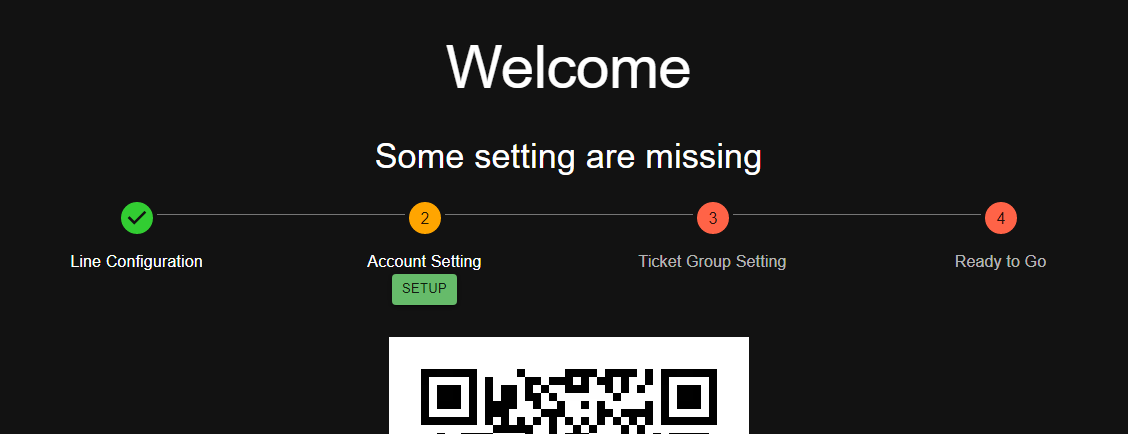 Welcome
Some setting are missing
2
3
4
Line Configuration
Account Setting
Ticket Group Setting
Ready to Go
SETUP